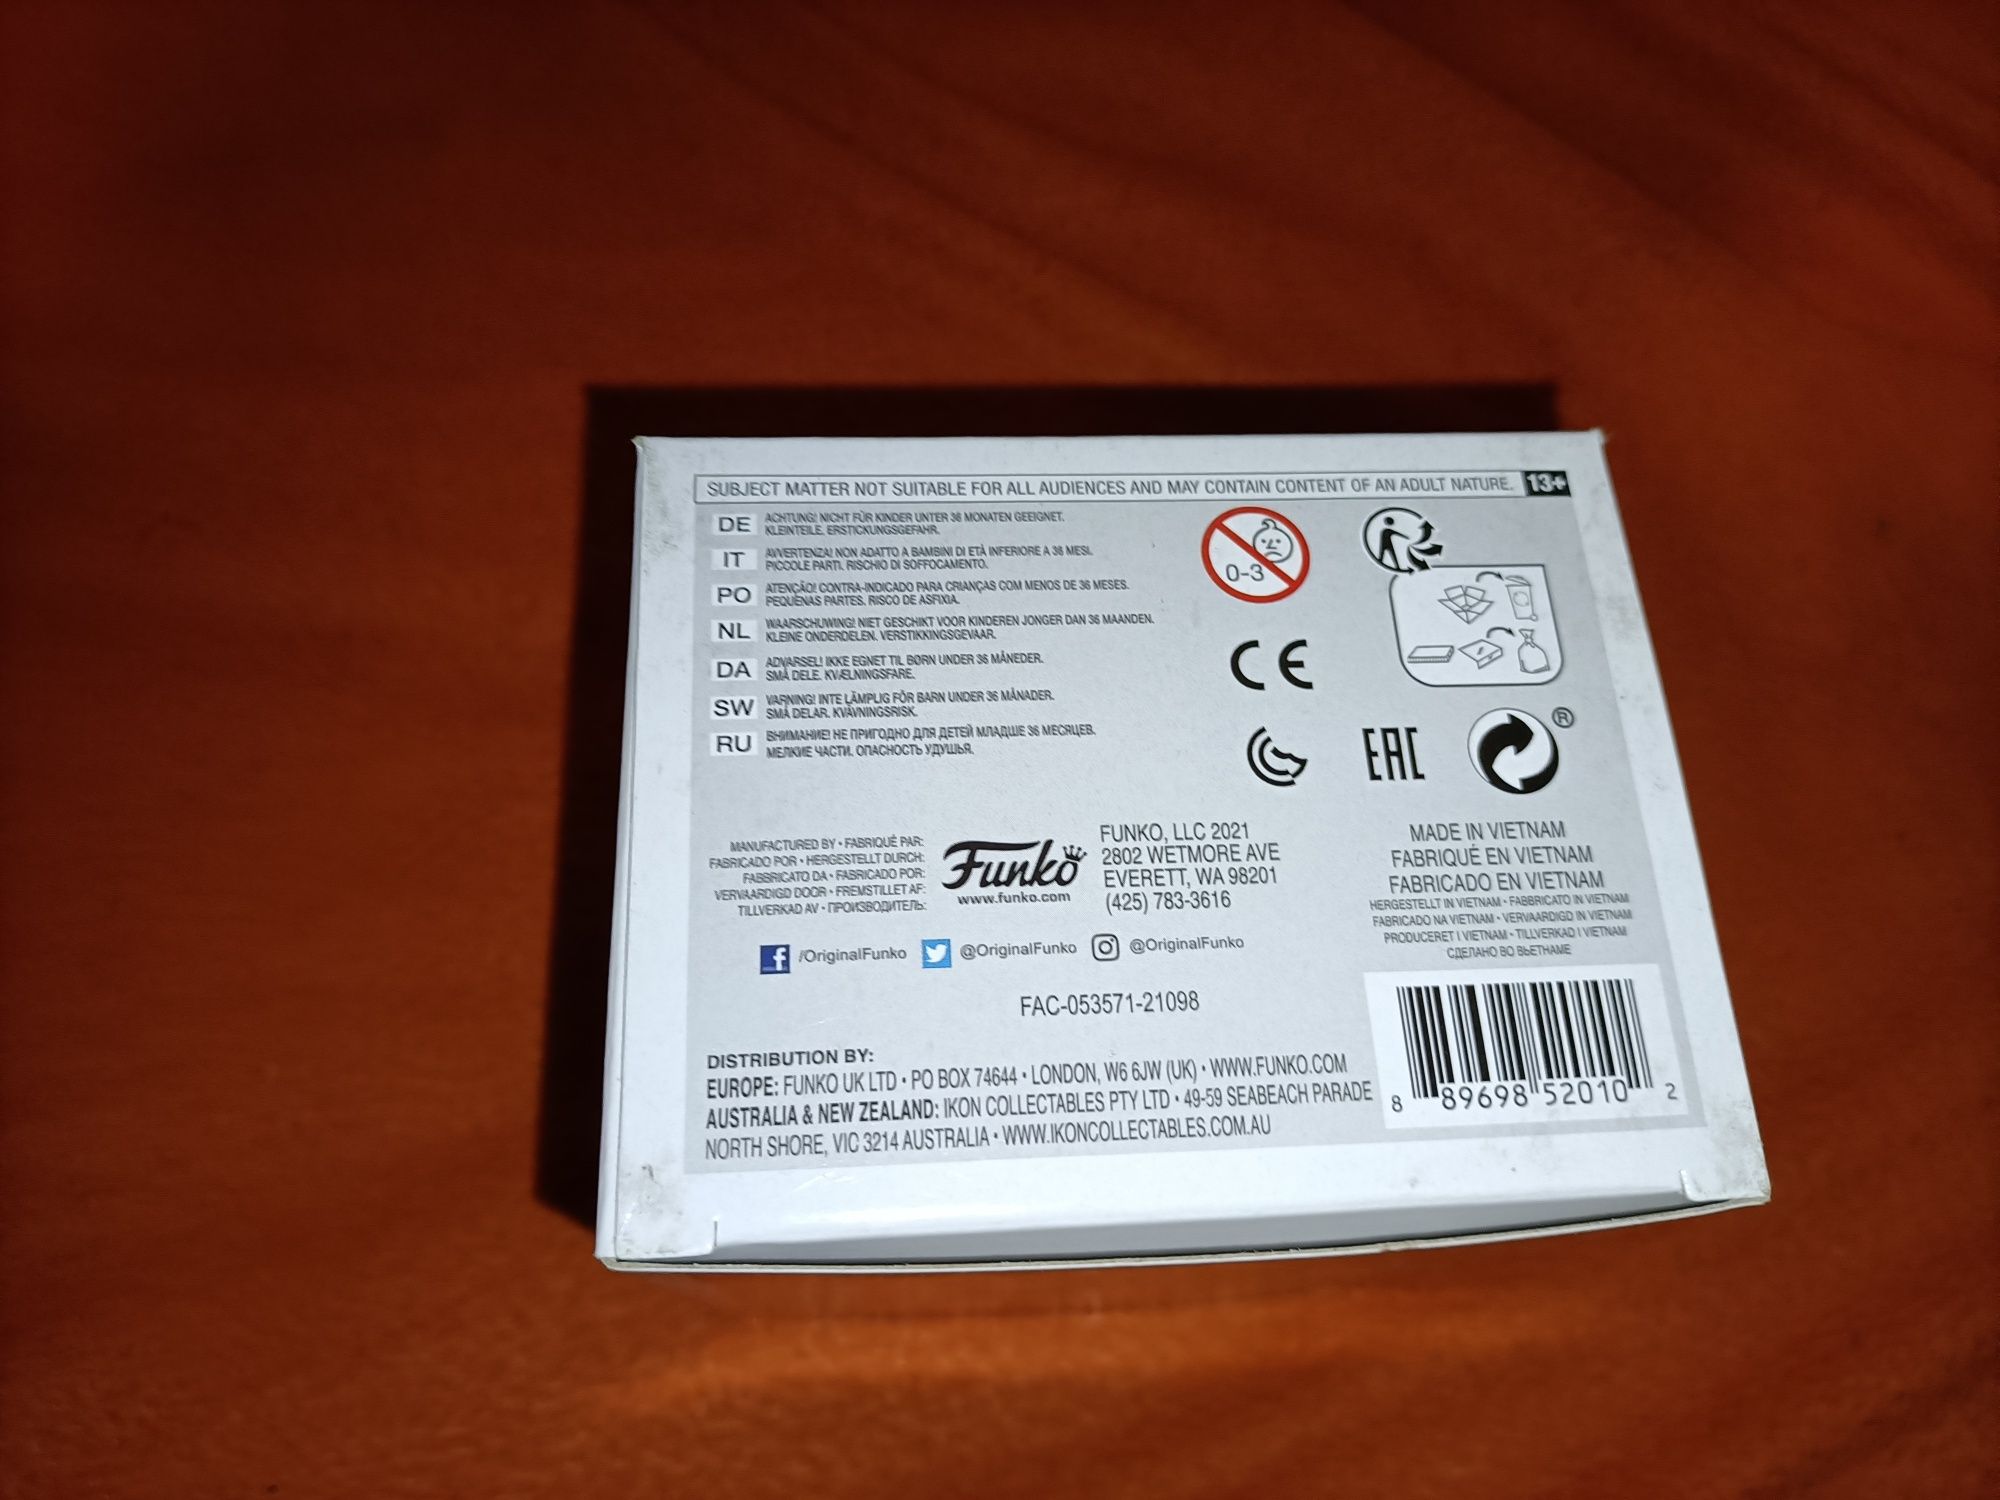 SUBJECT MATTER NOT SUITABLE FOR ALL AUDIENCES AND MAY CONTAIN CONTENT OF AN ADULT NATURE. 13+
DE ACHTUNG! NICHT FÜR KINDER UNTER 36 MONATEN GEEIGNET.
KLEINTEILE. ERSTICKUNGSGEFAHR.
IT AVVERTENZA! NON ADATTO A BAMBINI DI ETÀ INFERIORE A 36 MESI.
PICCOLE PARTI. RISCHIO DI SOFFOCAMENTO.
PO ATENÇÃO! CONTRA-INDICADO PARA CRIANÇAS COM MENOS DE 36 MESES.
PEQUENAS PARTES. RISCO DE ASFIXIA.
NL WAARSCHUWING! NIET GESCHIKT VOOR KINDEREN JONGER DAN 36 MAANDEN.
KLEINE ONDERDELEN. VERSTIKKINGSGEVAAR.
DA ADVARSEL! IKKE EGNET TIL BØRN UNDER 36 MÅNEDER.
SMÅ DELE. KVÆLNINGSFARE.
SW VARNING! INTE LÄMPLIG FÖR BARN UNDER 36 MÅNADER.
SMÅ DELAR. KVÄVNINGSRISK.
RU ВНИМАНИЕ! НЕ ПРИГОДНО ДЛЯ ДЕТЕЙ МЛАДШЕ 36 МЕСЯЦЕВ.
МЕЛКИЕ ЧАСТИ. ОПАСНОСТЬ УДУШЬЯ.
0-3
CE
EAC
®
MANUFACTURED BY • FABRIQUÉ PAR:
FABRICADO POR • HERGESTELLT DURCH:
FABBRICATO DA • FABRICADO POR:
VERVAARDIGD DOOR • FREMSTILLET AF:
TILLVERKAD AV • ПРОИЗВОДИТЕЛЬ:
Funko
www.funko.com
FUNKO, LLC 2021
2802 WETMORE AVE
EVERETT, WA 98201
(425) 783-3616
MADE IN VIETNAM
FABRIQUÉ EN VIETNAM
FABRICADO EN VIETNAM
HERGESTELLT IN VIETNAM • FABBRICATO IN VIETNAM
FABRICADO NA VIETNAM • VERVAARDIGD IN VIETNAM
PRODUCERET I VIETNAM • TILLVERKAD I VIETNAM
СДЕЛАНО ВО ВЬЕТНАМЕ
/OriginalFunko @OriginalFunko @OriginalFunko
FAC-053571-21098
DISTRIBUTION BY:
EUROPE: FUNKO UK LTD • PO BOX 74644 • LONDON, W6 6JW (UK) • WWW.FUNKO.COM
AUSTRALIA & NEW ZEALAND: IKON COLLECTABLES PTY LTD • 49-59 SEABEACH PARADE
NORTH SHORE, VIC 3214 AUSTRALIA • WWW.IKONCOLLECTABLES.COM.AU
8 89698 52010 2